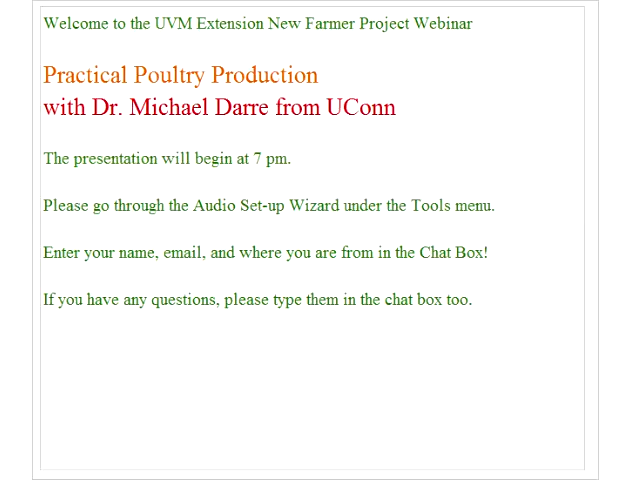 Welcome to the UVM Extension New Farmer Project Webinar
Practical Poultry Production
with Dr. Michael Darre from UConn
The presentation will begin at 7 pm.
Please go through the Audio Set-up Wizard under the Tools menu.
Enter your name, email, and where you are from in the Chat Box!
If you have any questions, please type them in the chat box too.